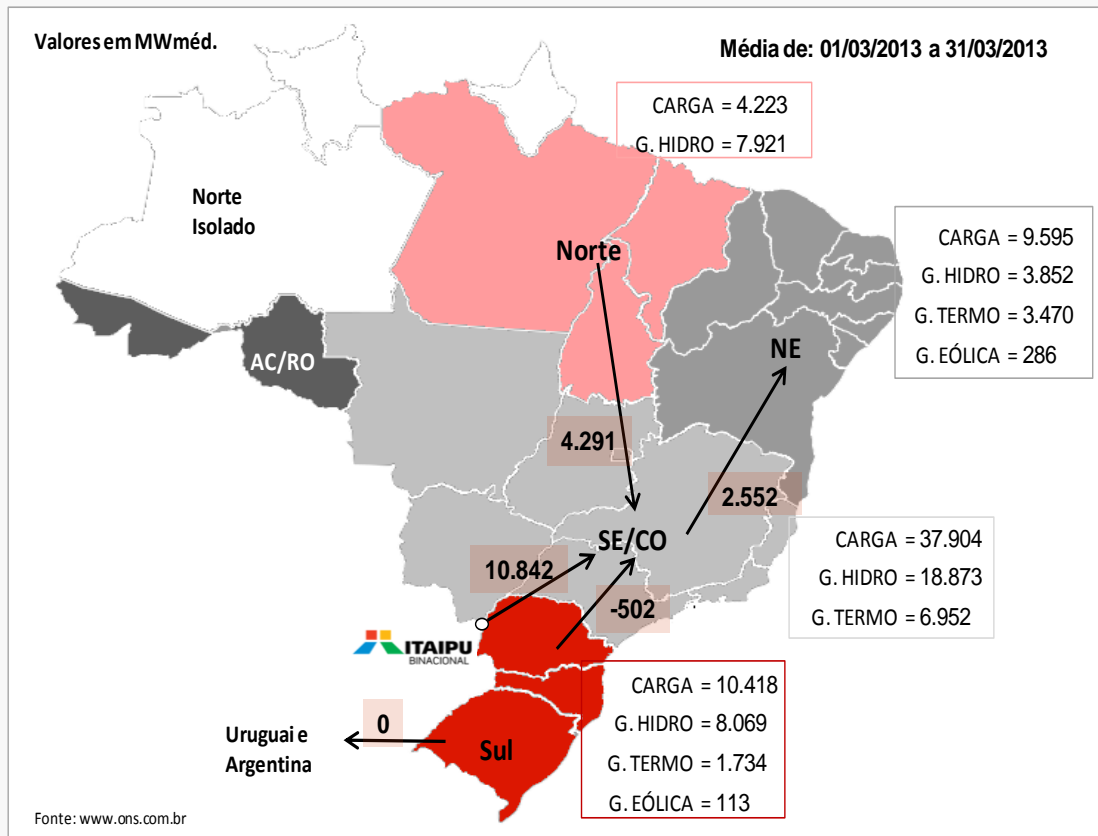 Valores em MWméd.
Média de: 01/03/2013 a 31/03/2013
CARGA = 4.223
G. HIDRO = 7.921
Norte
Isolado
Norte
CARGA = 9.595
G. HIDRO = 3.852
G. TERMO = 3.470
G. EÓLICA = 286
AC/RO
NE
4.291
2.552
SE/CO
CARGA = 37.904
G. HIDRO = 18.873
G. TERMO = 6.952
10.842
-502
ITAIPU
BINACIONAL
CARGA = 10.418
G. HIDRO = 8.069
G. TERMO = 1.734
G. EÓLICA = 113
0
Uruguai e
Argentina
Sul
Fonte: www.ons.com.br